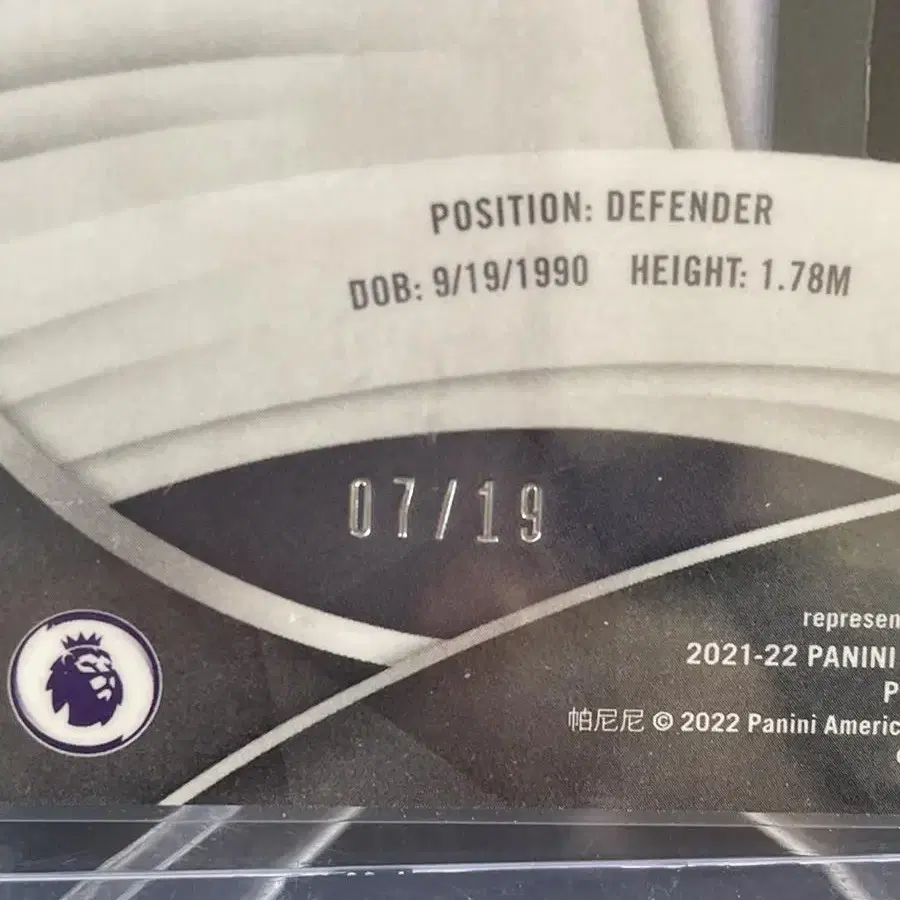 POSITION: DEFENDER
DOB: 9/19/1990 HEIGHT: 1.78M
07/19
represen
2021-22 PANINI
P
帕尼尼 © 2022 Panini Americ